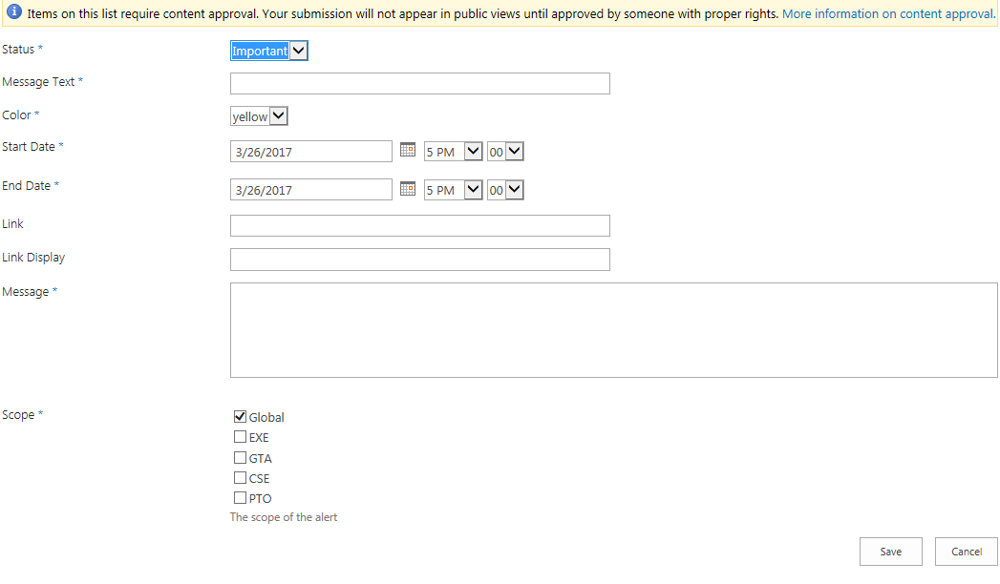 Items on this list require content approval. Your submission will not appear in public views until approved by someone with proper rights. More information on content approval.
Status * Important
Message Text *
Color * yellow
Start Date * 3/26/2017 5 PM 00
End Date * 3/26/2017 5 PM 00
Link
Link Display
Message *
Scope * Global
EXE
GTA
CSE
PTO
The scope of the alert
Save Cancel